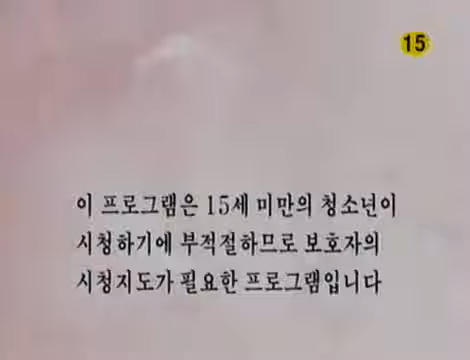 15
이 프로그램은 15세 미만의 청소년이
시청하기에 부적절하므로 보호자의
시청지도가 필요한 프로그램입니다